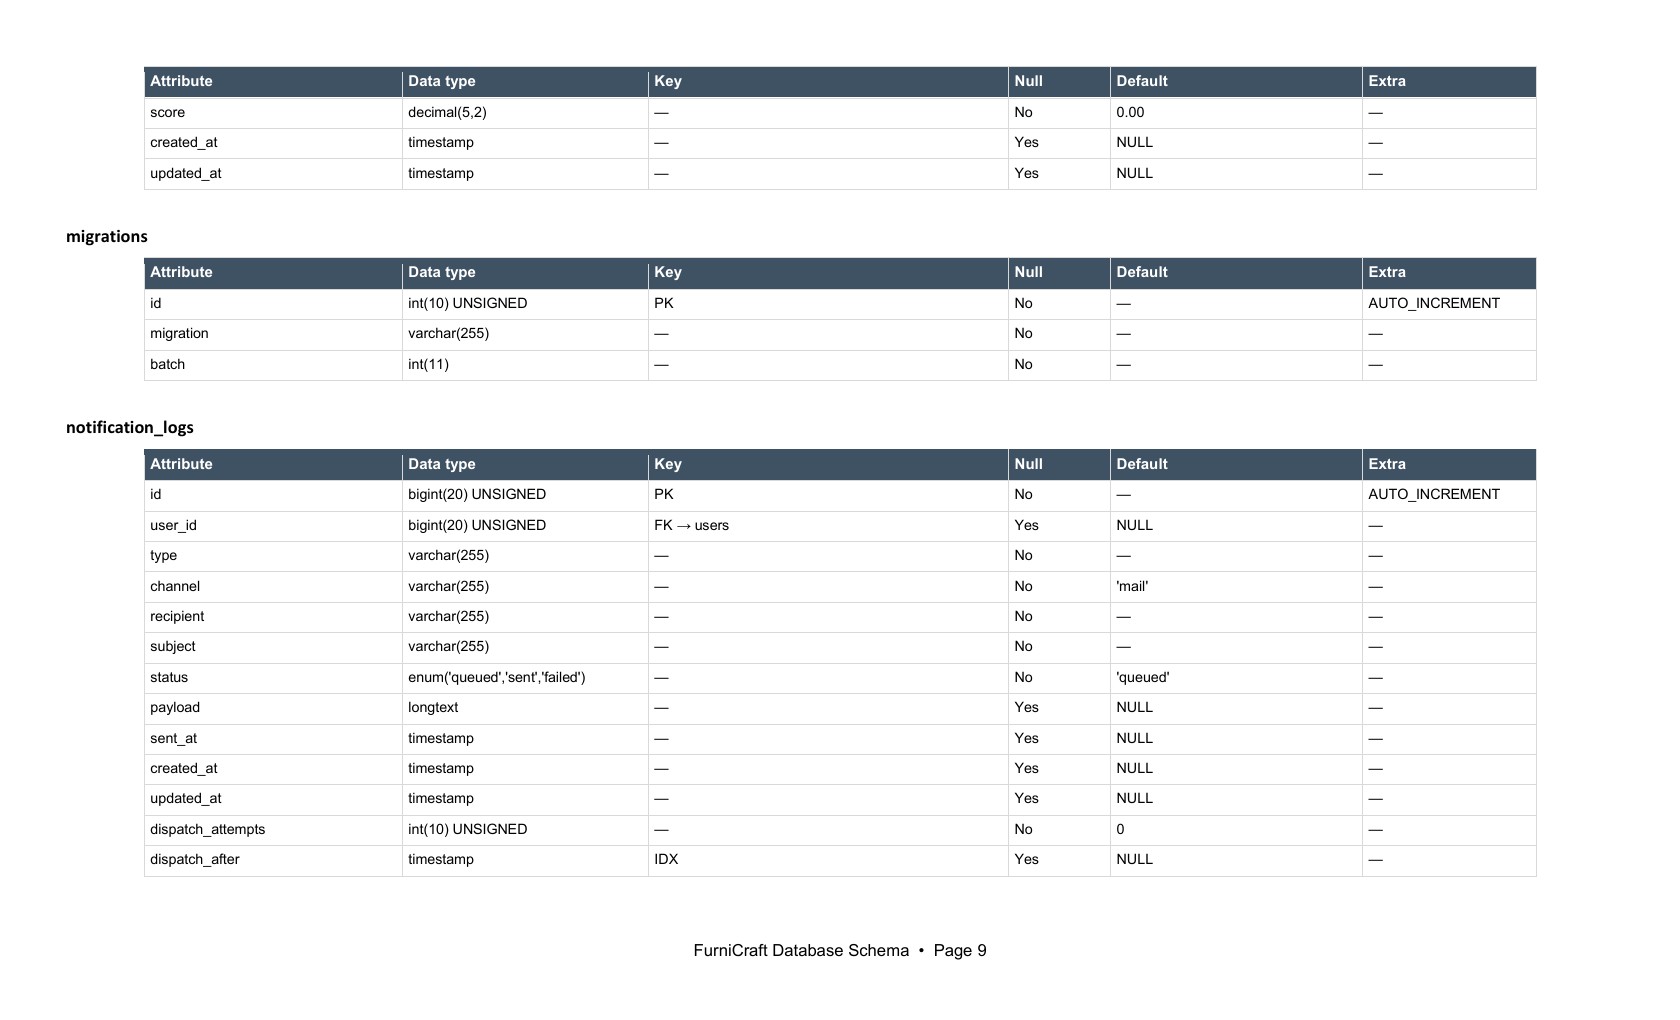 Attribute Data type Key Null Default Extra
score decimal(5,2) — No 0.00 —
created_at timestamp — Yes NULL —
updated_at timestamp — Yes NULL —
migrations
Attribute Data type Key Null Default Extra
id int(10) UNSIGNED PK No — AUTO_INCREMENT
migration varchar(255) — No — —
batch int(11) — No — —
notification_logs
Attribute Data type Key Null Default Extra
id bigint(20) UNSIGNED PK No — AUTO_INCREMENT
user_id bigint(20) UNSIGNED FK → users Yes NULL —
type varchar(255) — No — —
channel varchar(255) — No 'mail' —
recipient varchar(255) — No — —
subject varchar(255) — No — —
status enum('queued','sent','failed') — No 'queued' —
payload longtext — Yes NULL —
sent_at timestamp — Yes NULL —
created_at timestamp — Yes NULL —
updated_at timestamp — Yes NULL —
dispatch_attempts int(10) UNSIGNED — No 0 —
dispatch_after timestamp IDX Yes NULL —
FurniCraft Database Schema • Page 9